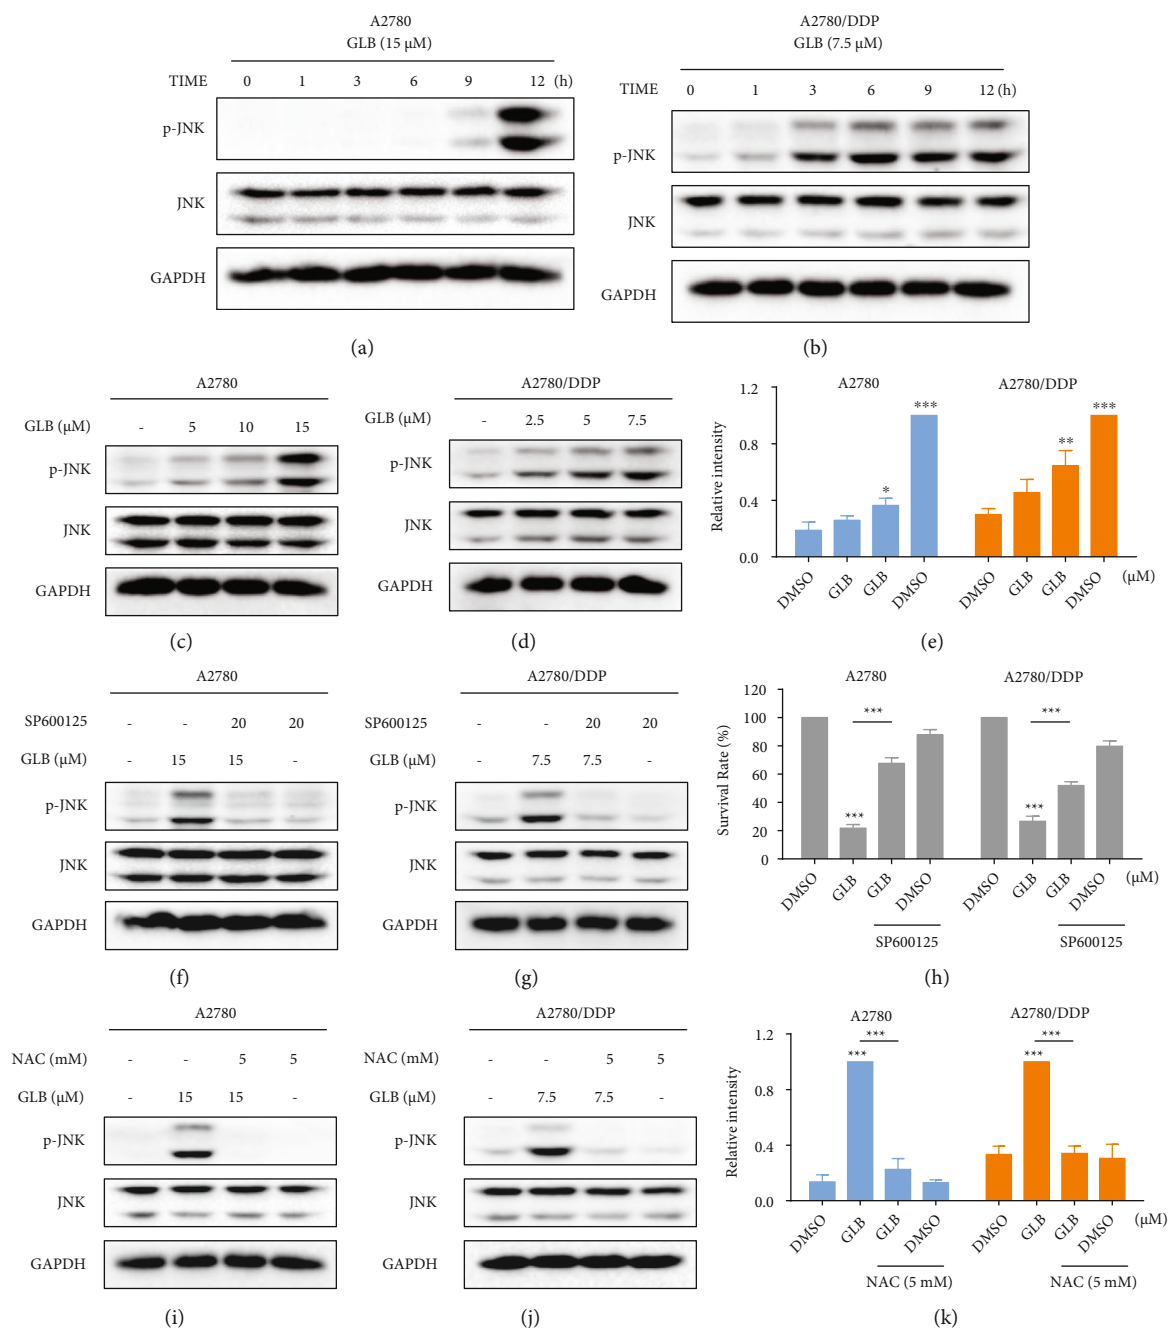 A2780
GLB (15 μM)
TIME 0 1 3 6 9 12 (h)
p-JNK
JNK
GAPDH
(a)
A2780/DDP
GLB (7.5 μM)
TIME 0 1 3 6 9 12 (h)
p-JNK
JNK
GAPDH
(b)
A2780
GLB (μM) - 5 10 15
p-JNK
JNK
GAPDH
(c)
A2780/DDP
GLB (μM) - 2.5 5 7.5
p-JNK
JNK
GAPDH
(d)
A2780 A2780/DDP
Relative intensity
1.2
0.8
0.4
0.0
* *** ** ***
DMSO GLB GLB DMSO DMSO GLB GLB DMSO (μM)
(e)
A2780
SP600125 - - 20 20
GLB (μM) - 15 15 -
p-JNK
JNK
GAPDH
(f)
A2780/DDP
SP600125 - - 20 20
GLB (μM) - 7.5 7.5 -
p-JNK
JNK
GAPDH
(g)
A2780 A2780/DDP
Survival Rate (%)
120
100
80
60
40
20
0
*** ***
*** ***
DMSO GLB GLB DMSO DMSO GLB GLB DMSO (μM)
SP600125 SP600125
(h)
A2780
NAC (mM) - - 5 5
GLB (μM) - 15 15 -
p-JNK
JNK
GAPDH
(i)
A2780/DDP
NAC (mM) - - 5 5
GLB (μM) - 7.5 7.5 -
p-JNK
JNK
GAPDH
(j)
A2780 A2780/DDP
Relative intensity
1.2
0.8
0.4
0.0
*** ***
*** ***
DMSO GLB GLB DMSO DMSO GLB GLB DMSO (μM)
NAC (5 mM) NAC (5 mM)
(k)